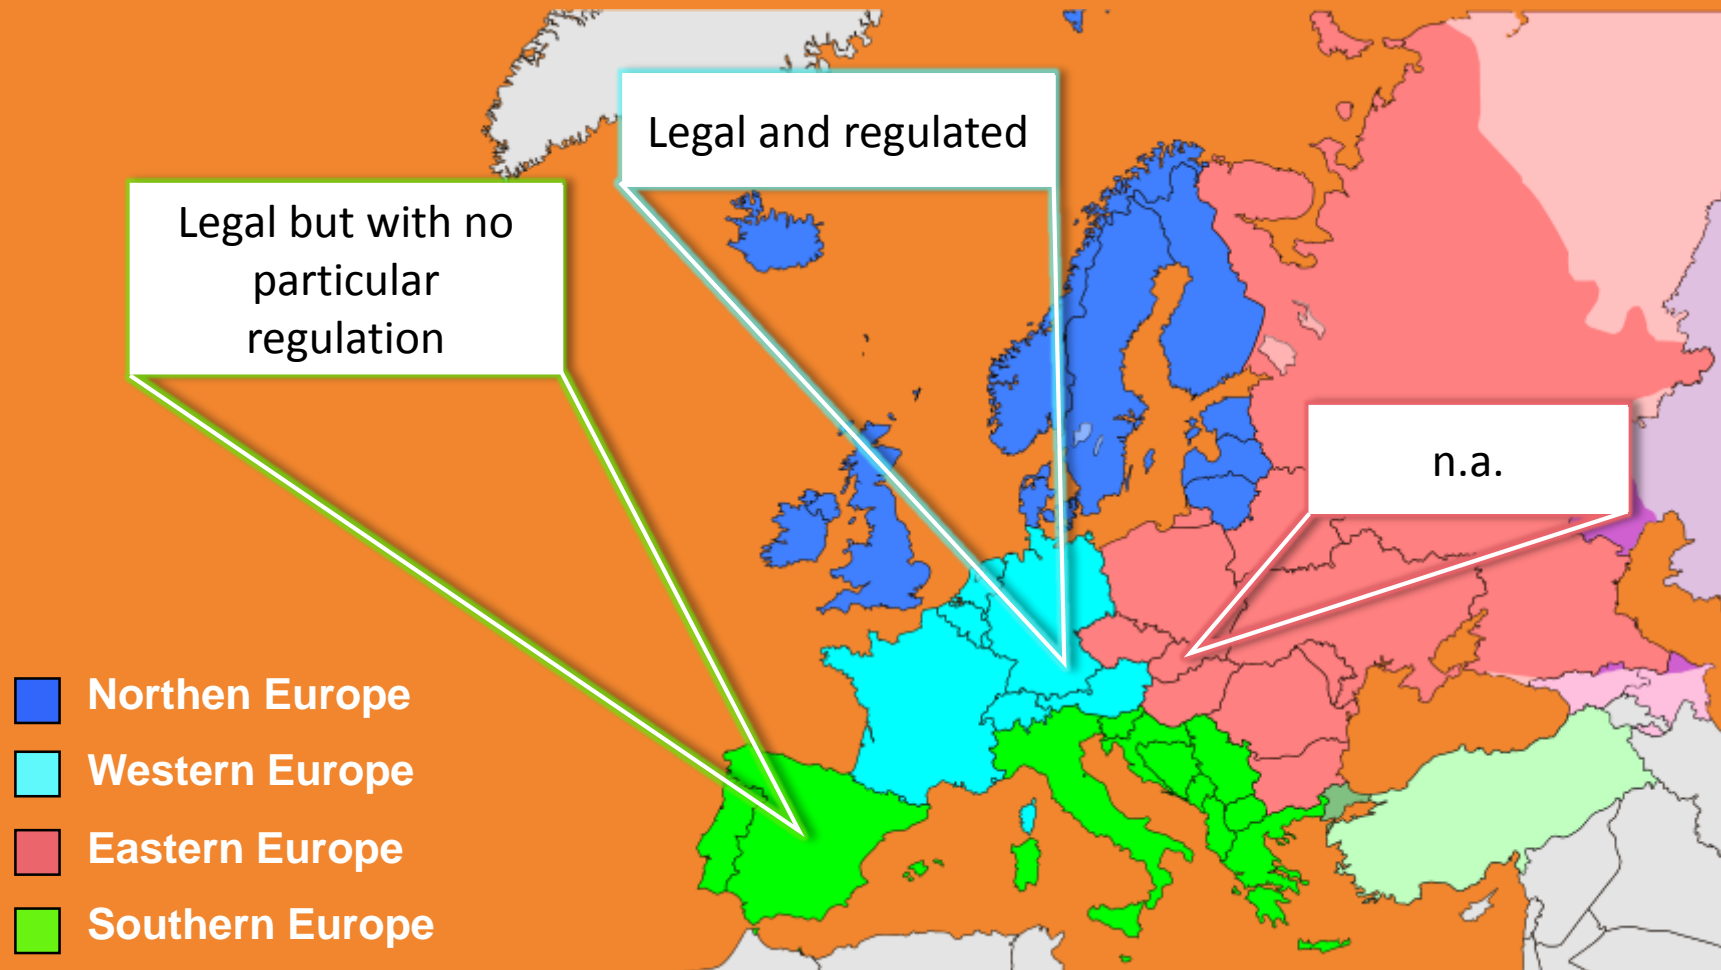 Legal and regulated
Legal but with no
particular
regulation
n.a.
Northen Europe
Western Europe
Eastern Europe
Southern Europe